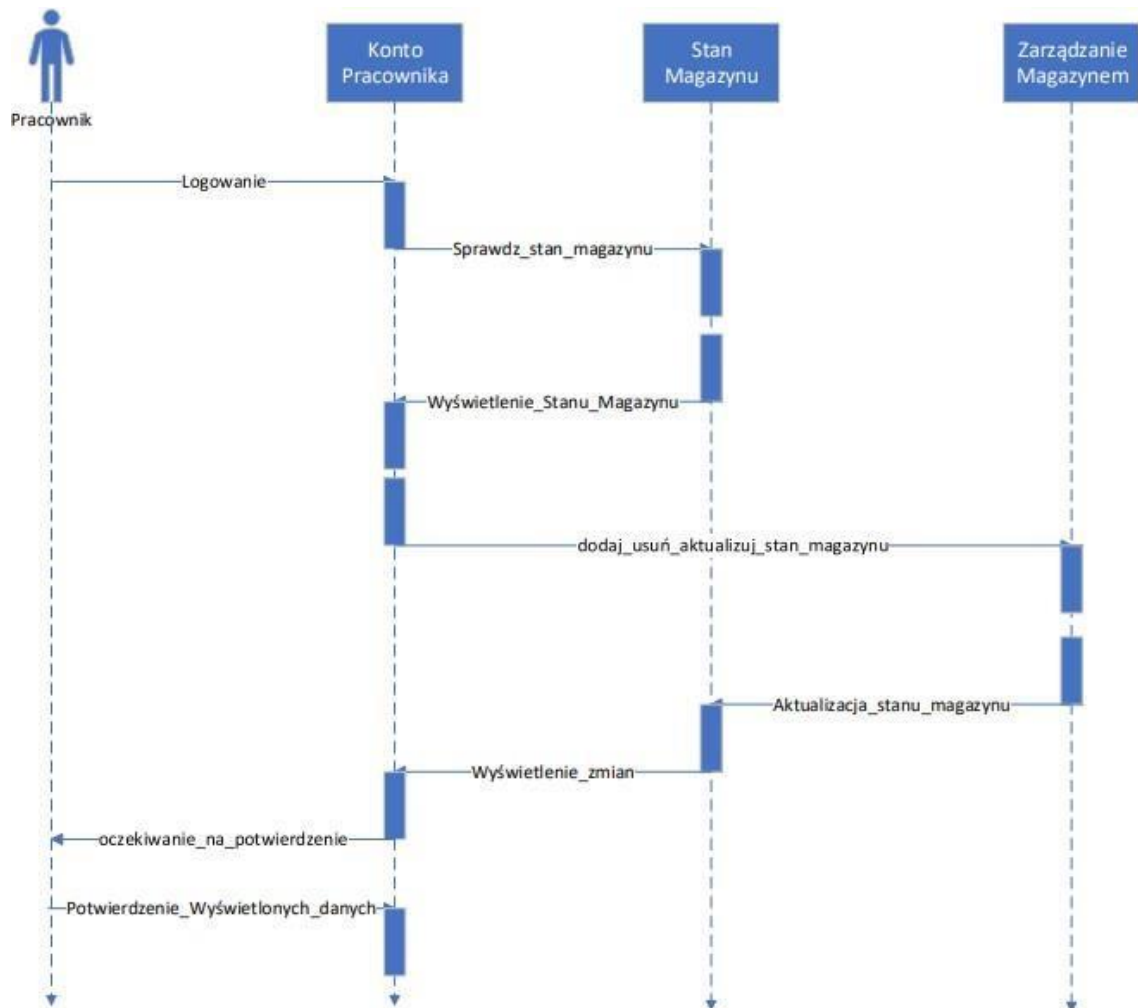 Konto
Pracownika
Stan
Magazynu
Zarządzanie
Magazynem
Pracownik
Logowanie
Sprawdz_stan_magazynu
Wyświetlenie_Stanu_Magazynu
dodaj_usuń_aktualizuj_stan_magazynu
Aktualizacja_stanu_magazynu
Wyświetlenie_zmian
oczekiwanie_na_potwierdzenie
Potwierdzenie_Wyświetlonych_danych